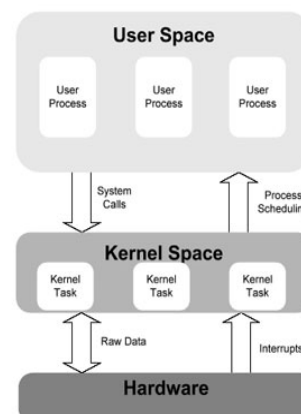 User Space
User
Process
User
Process
User
Process
System
Calls
Process
Schedulin
Kernel Space
Kernel
Task
Kernel
Task
Kernel
Task
Raw Data
Interrupts
Hardware